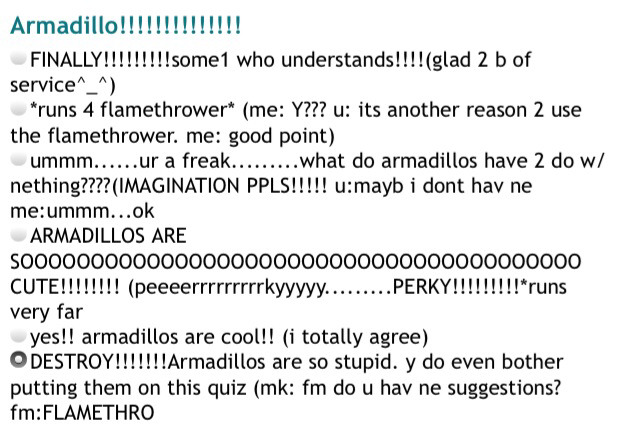 Armadillo!!!!!!!!!!!!!!
FINALLY!!!!!!!!!some1 who understands!!!!(glad 2 b of
service^_^)
*runs 4 flamethrower* (me: Y??? u: its another reason 2 use
the flamethrower. me: good point)
ummm......ur a freak.........what do armadillos have 2 do w/
nething????(IMAGINATION PPLS!!!!! u:mayb i dont hav ne
me:ummm...ok
ARMADILLOS ARE
SOOOOOOOOOOOOOOOOOOOOOOOOOOOOOOOOOOOOOOOO
CUTE!!!!!!!! (peeeerrrrrrrrrkyyyyy.........PERKY!!!!!!!!!*runs
very far
yes!! armadillos are cool!! (i totally agree)
DESTROY!!!!!!!Armadillos are so stupid. y do even bother
putting them on this quiz (mk: fm do u hav ne suggestions?
fm:FLAMETHRO